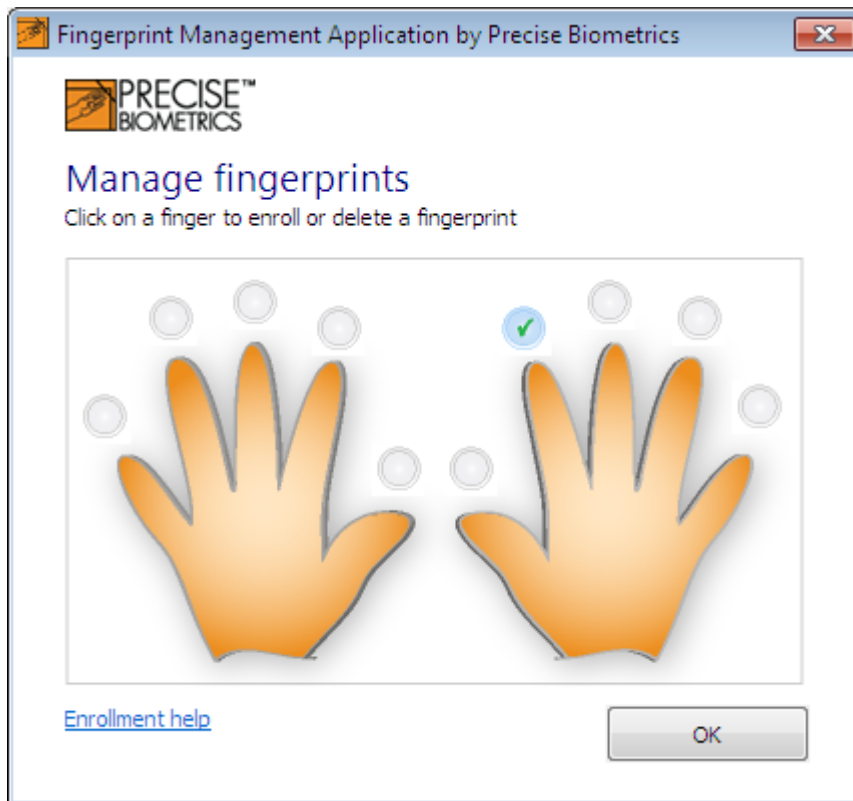 Fingerprint Management Application by Precise Biometrics
PRECISE™
BIOMETRICS
Manage fingerprints
Click on a finger to enroll or delete a fingerprint
Enrollment help
OK